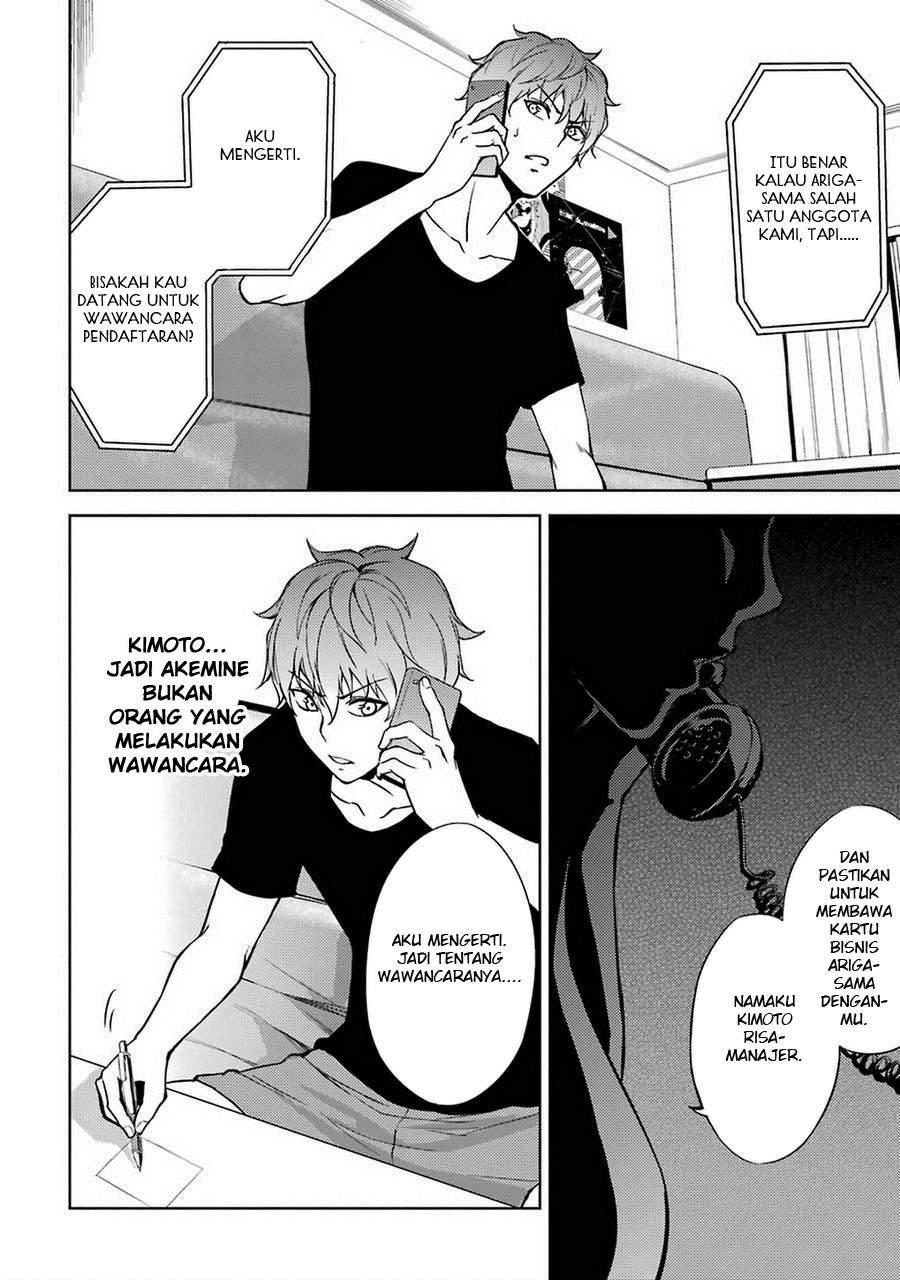 ITU BENAR
KALAU ARIGA-
SAMA SALAH
SATU ANGGOTA
KAMI, TAPI.....
AKU
MENGERTI.
BISAKAH KAU
DATANG UNTUK
WAWANCARA
PENDAFTARAN?
DAN
PASTIKAN
UNTUK
MEMBAWA
KARTU
BISNIS
ARIGA-
SAMA
DENGAN-
MU.
NAMAKU
KIMOTO
RISA-
MANAJER.
KIMOTO...
JADI AKEMINE
BUKAN
ORANG YANG
MELAKUKAN
WAWANCARA.
AKU MENGERTI.
JADI TENTANG
WAWANCARANYA....